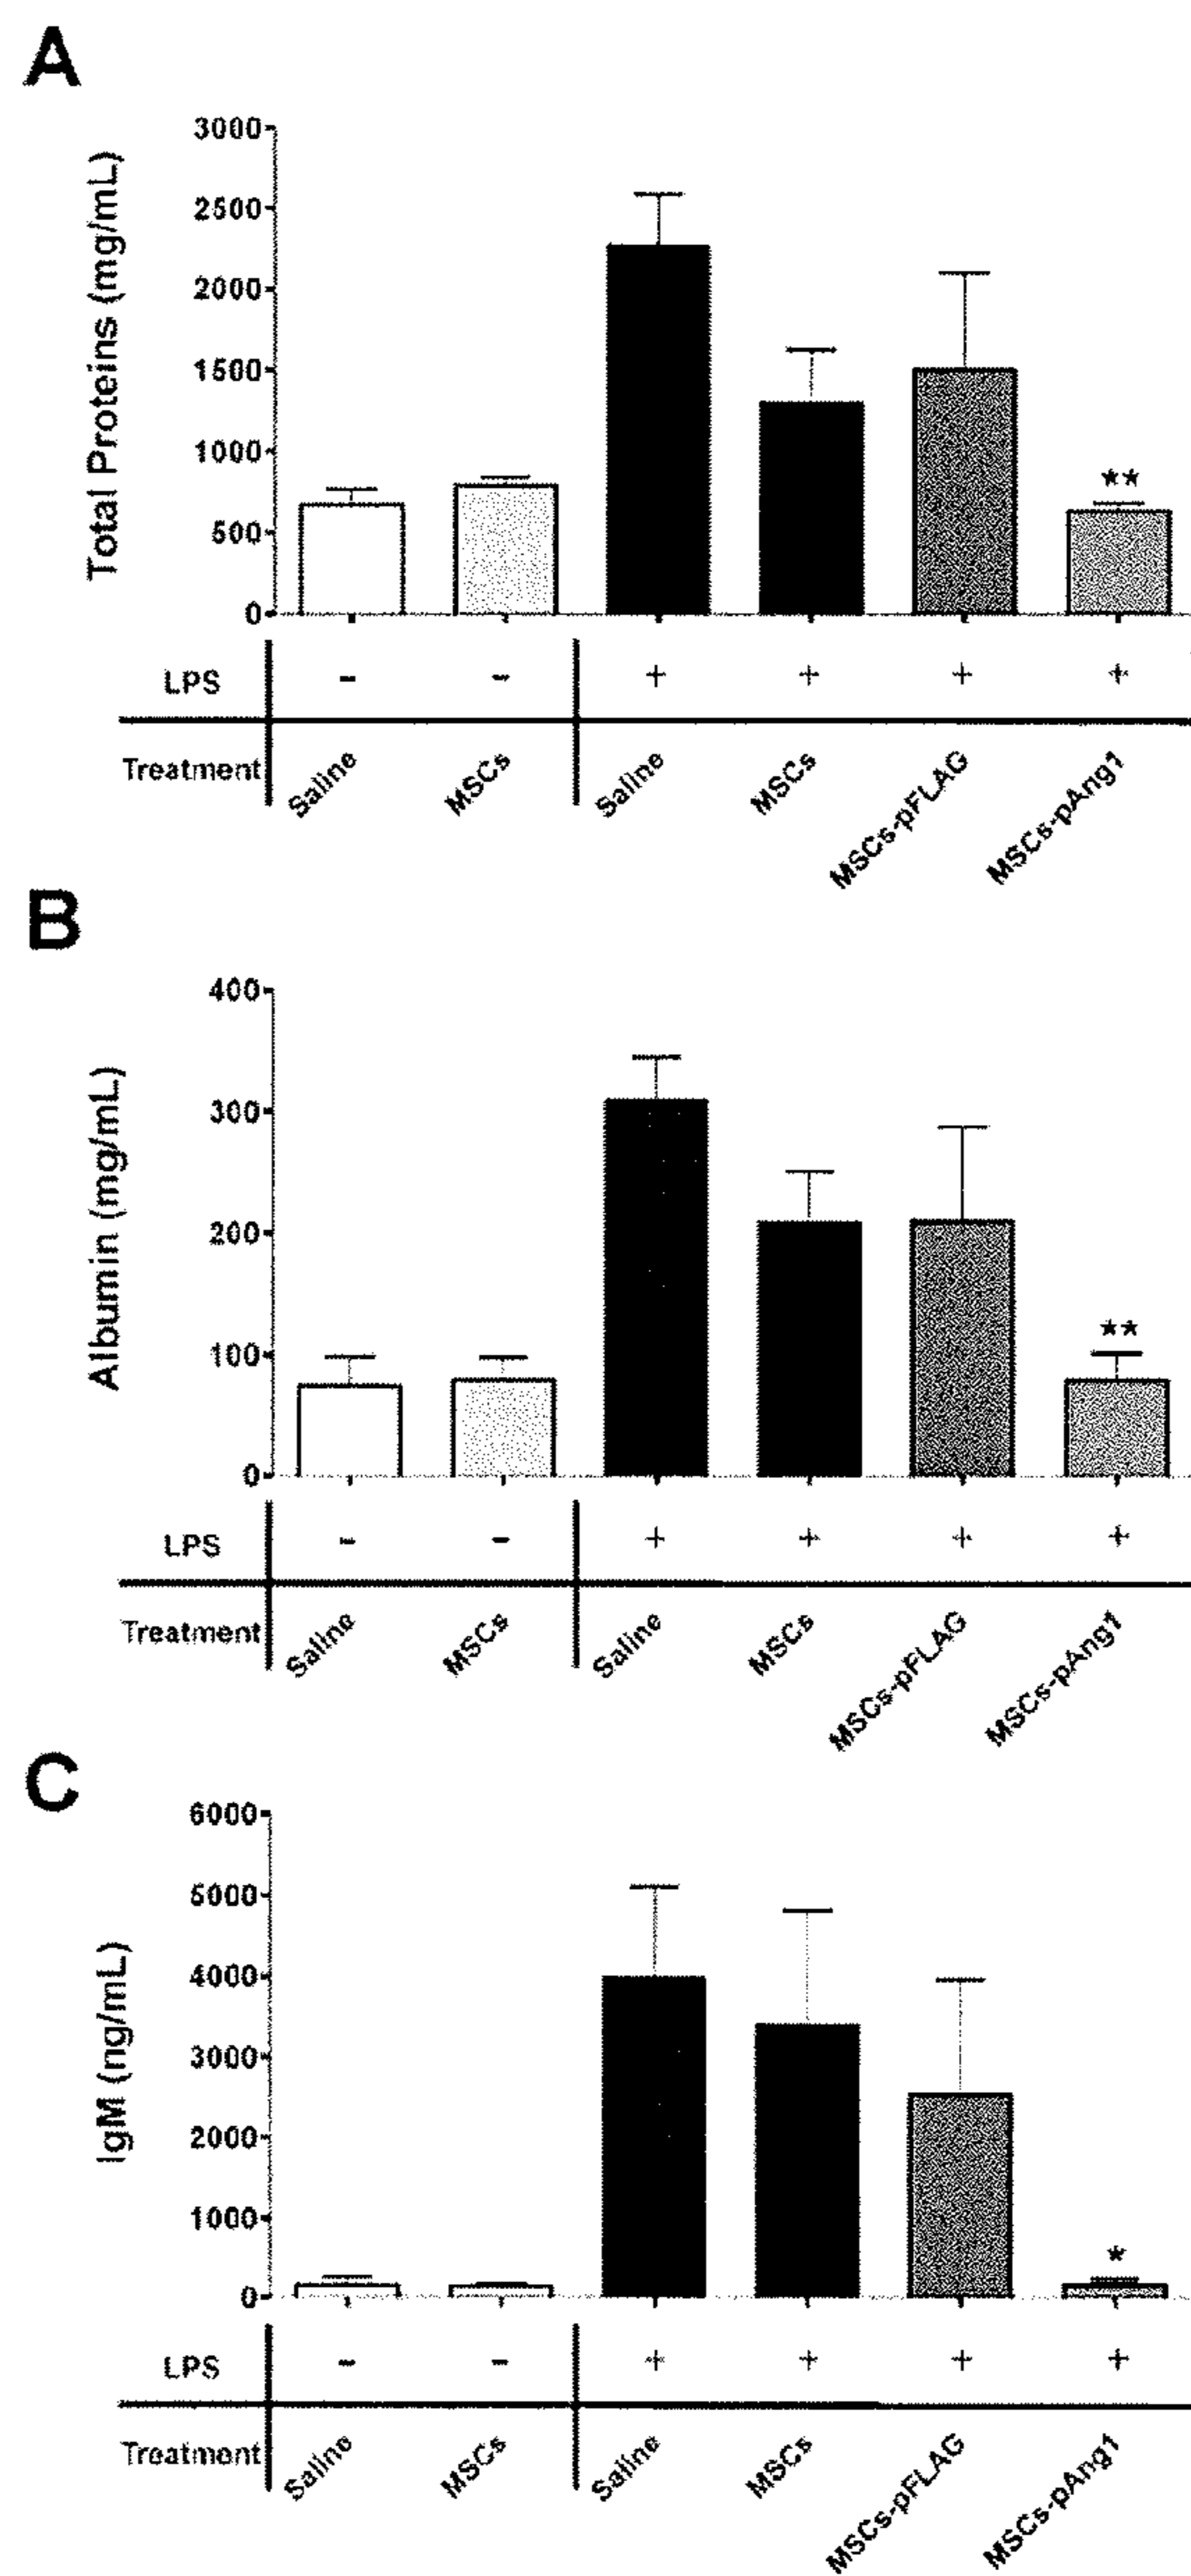 A
Total Proteins (mg/mL)
3000
2500
2000
1500
1000
500
0
**
LPS - - + + + +
Treatment Saline MSCs Saline MSCs MSCs-pFLAG MSCs-pAng1
B
Albumin (mg/mL)
400
300
200
100
0
**
LPS - - + + + +
Treatment Saline MSCs Saline MSCs MSCs-pFLAG MSCs-pAng1
C
IgM (ng/mL)
6000
5000
4000
3000
2000
1000
0
*
LPS - - + + + +
Treatment Saline MSCs Saline MSCs MSCs-pFLAG MSCs-pAng1